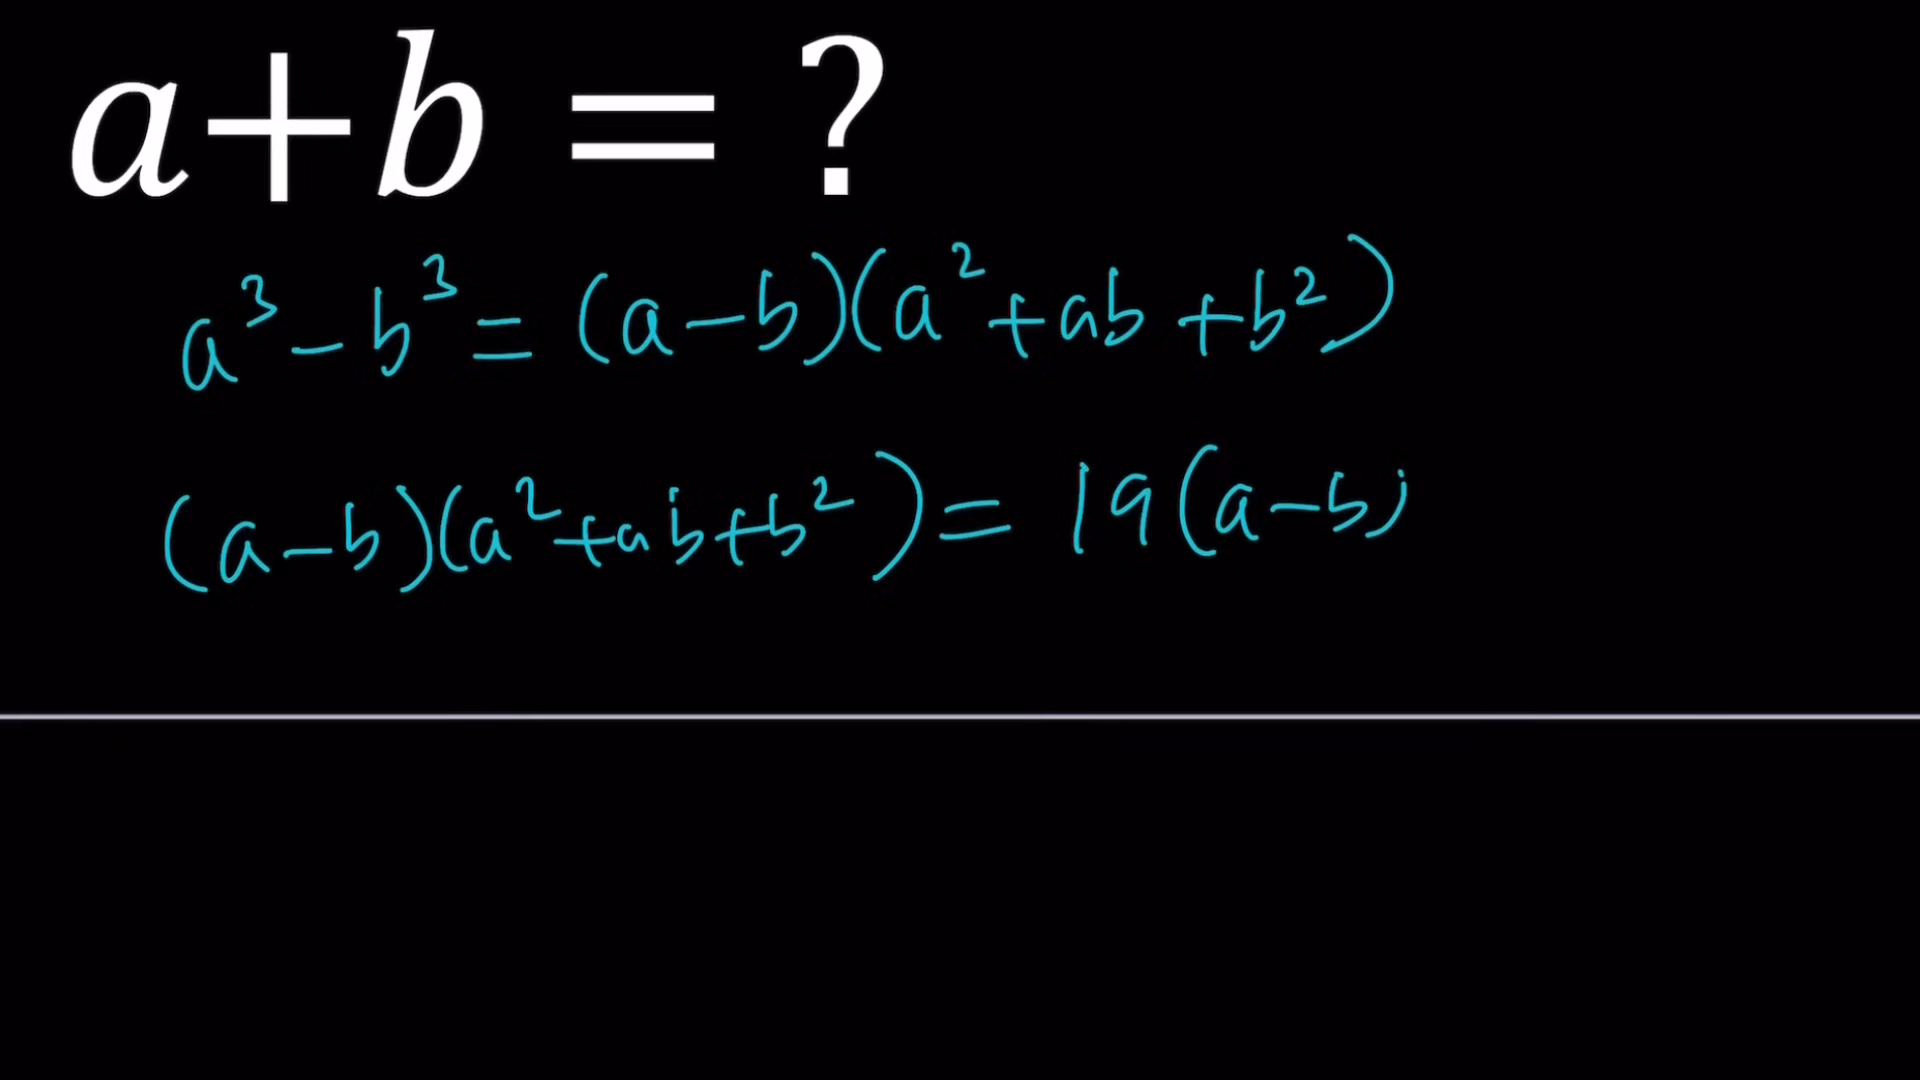 a+b = ?
a³ - b³ = (a-b)(a² + ab + b²)
(a-b)(a²+ab+b²) = 19(a-b)